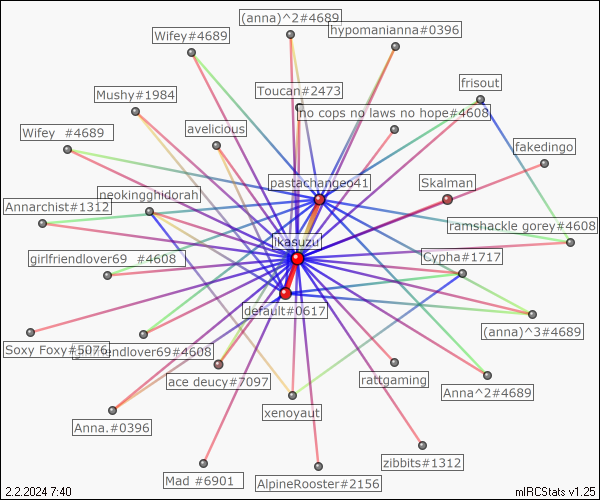 (anna)^2#4689
Wifey#4689
hypomanianna#0396
frisout
Toucan#2473
Mushy#1984
no cops no laws no hope#4608
avelicious
Wifey #4689
fakedingo
pastachangeo41
Skalman
neokingghidorah
Annarchist#1312
ramshackle gorey#4608
ikasuzu
girlfriendlover69 #4608
Cypha#1717
default#0617
(anna)^3#4689
Soxy Foxy#5076
endlover69#4608
ace deucy#7097
rattgaming
Anna^2#4689
xenoyaut
Anna.#0396
zibbits#1312
Mad #6901
AlpineRooster#2156
2.2.2024 7:40
mIRCStats v1.25